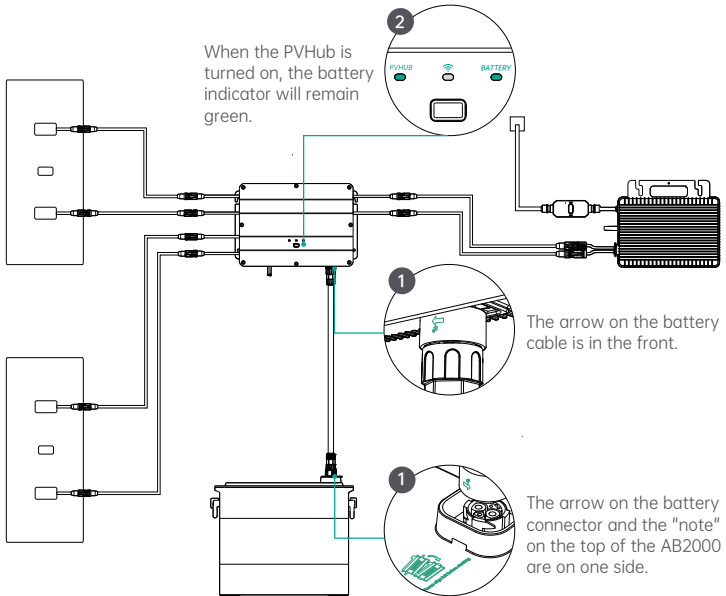 2
When the PVHub is
turned on, the battery
indicator will remain
green.
PVHUB
BATTERY
1
The arrow on the battery
cable is in the front.
1
The arrow on the battery
connector and the "note"
on the top of the AB2000
are on one side.